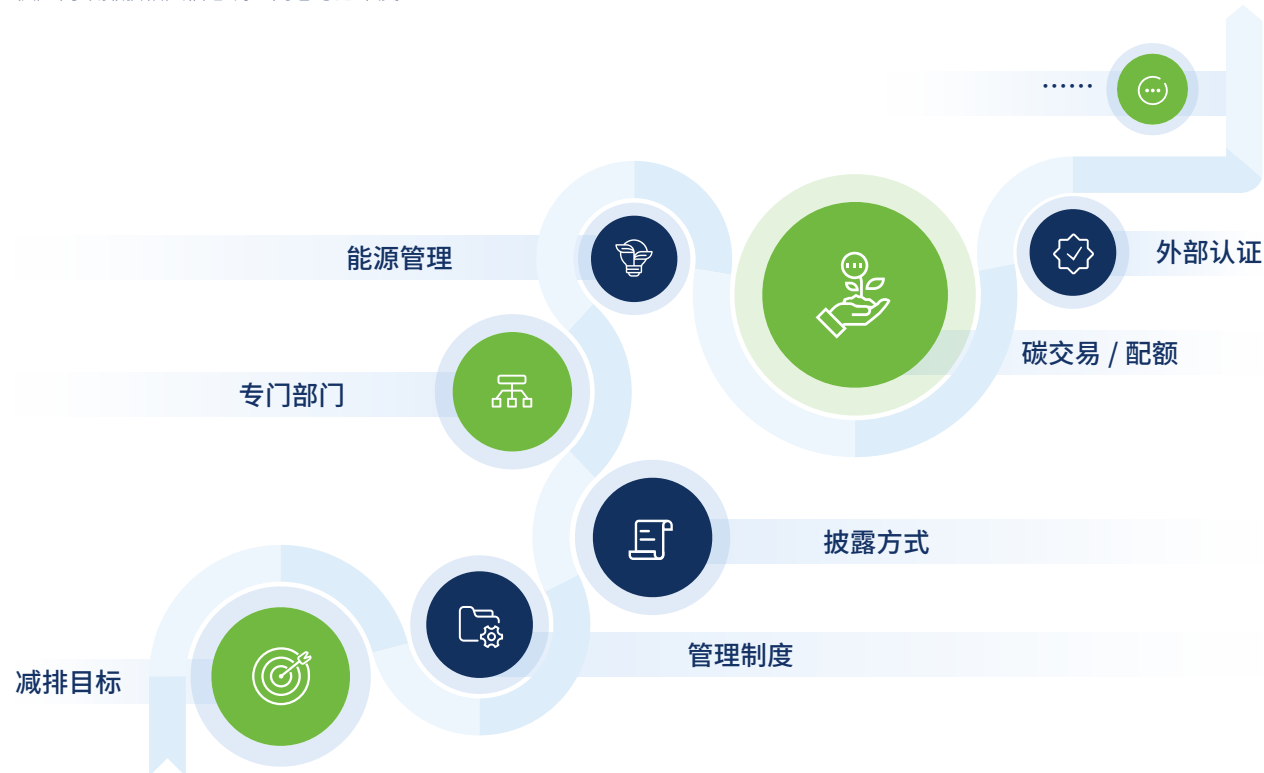 ……
能源管理
外部认证
碳交易 / 配额
专门部门
披露方式
管理制度
减排目标